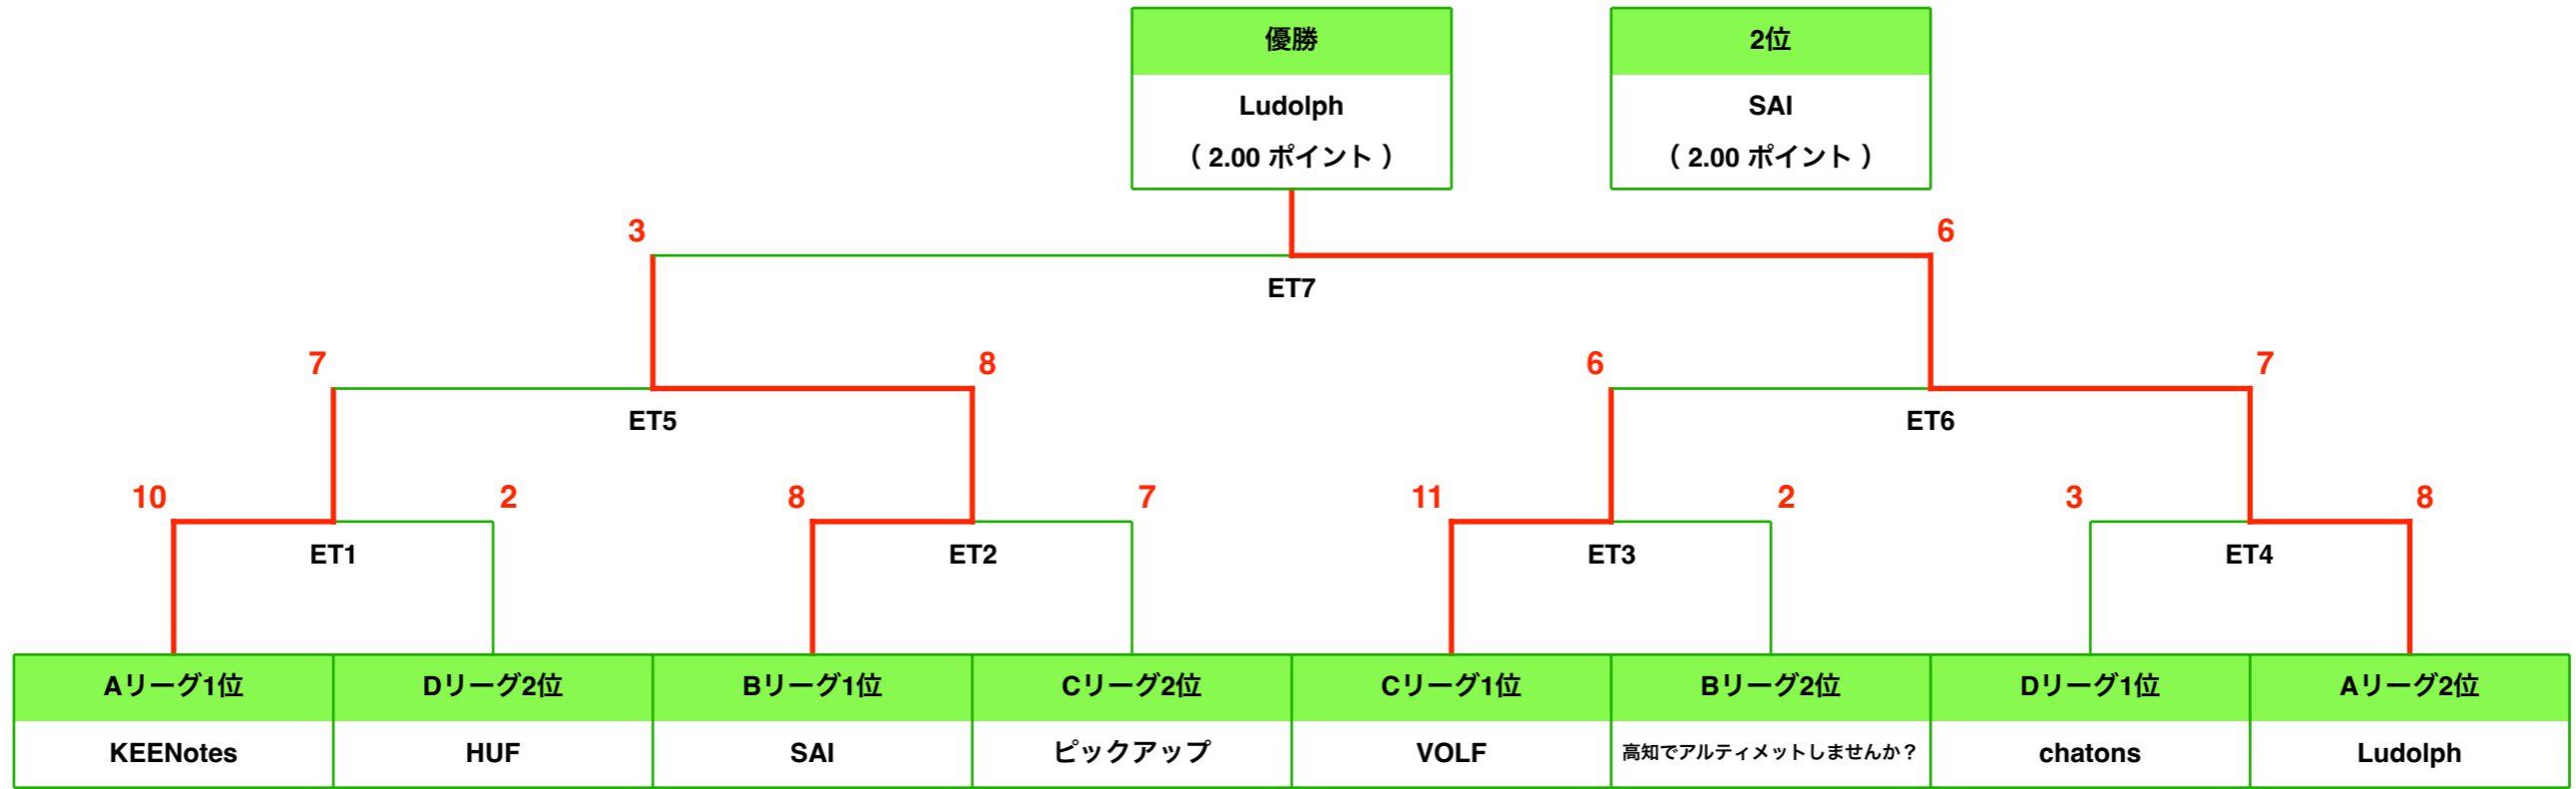 優勝
2位
Ludolph
SAI
( 2.00 ポイント )
( 2.00 ポイント )
3
6
ET7
7
8
6
7
ET5
ET6
10
2
8
7
11
2
3
8
ET1
ET2
ET3
ET4
Aリーグ1位
Dリーグ2位
Bリーグ1位
Cリーグ2位
Cリーグ1位
Bリーグ2位
Dリーグ1位
Aリーグ2位
KEENotes
HUF
SAI
ピックアップ
VOLF
高知でアルティメットしませんか？
chatons
Ludolph